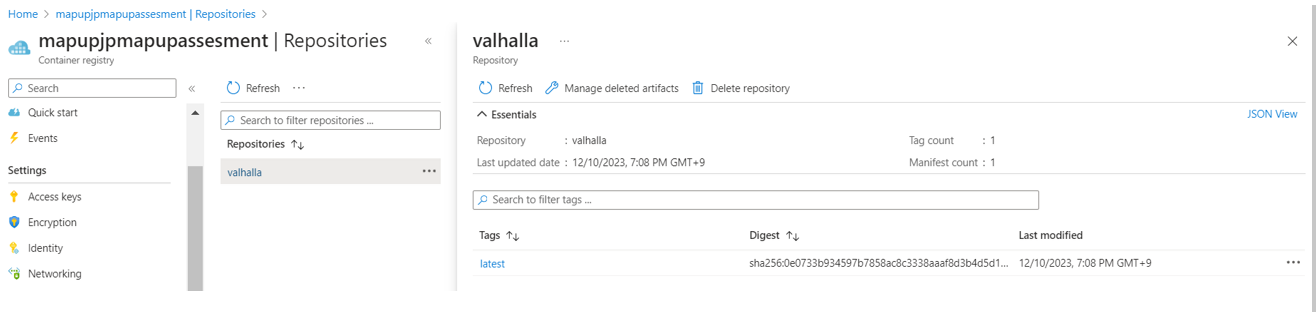 Home > mapupjpmapupassesment | Repositories >
mapupjpmapupassesment | Repositories
Container registry
Search
Quick start
Events
Settings
Access keys
Encryption
Identity
Networking
Refresh
Search to filter repositories ...
Repositories
valhalla
valhalla
Repository
Refresh Manage deleted artifacts Delete repository
Essentials JSON View
Repository : valhalla Tag count : 1
Last updated date : 12/10/2023, 7:08 PM GMT+9 Manifest count : 1
Search to filter tags ...
Tags Digest Last modified
latest sha256:0e0733b934597b7858ac8c3338aaaf8d3b4d5d1... 12/10/2023, 7:08 PM GMT+9